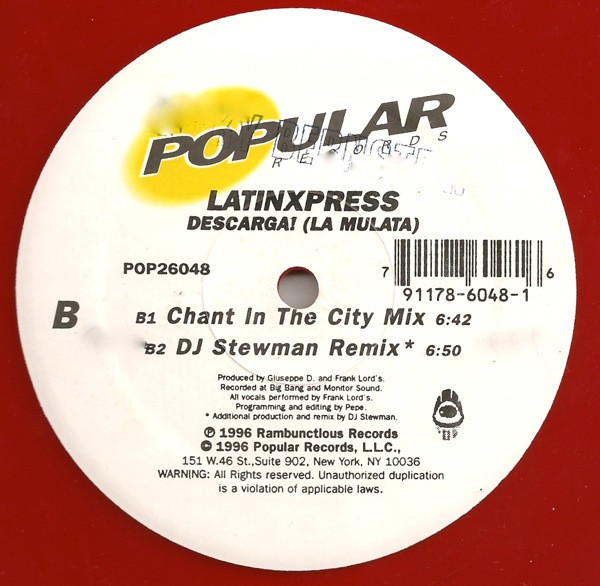 POPULAR
RECORDS
LATINXPRESS
DESCARGA! (LA MULATA)
POP26048
7 91178-6048-1 6
B
B1 Chant In The City Mix 6:42
B2 DJ Stewman Remix* 6:50
Produced by Giuseppe D. and Frank Lord's.
Recorded at Big Bang and Monitor Sound.
All vocals performed by Frank Lord's.
Programming and editing by Pepe.
* Additional production and remix by DJ Stewman.
℗ 1996 Rambunctious Records
© 1996 Popular Records, L.L.C.,
151 W.46 St.,Suite 902, New York, NY 10036
WARNING: All Rights reserved. Unauthorized duplication
is a violation of applicable laws.